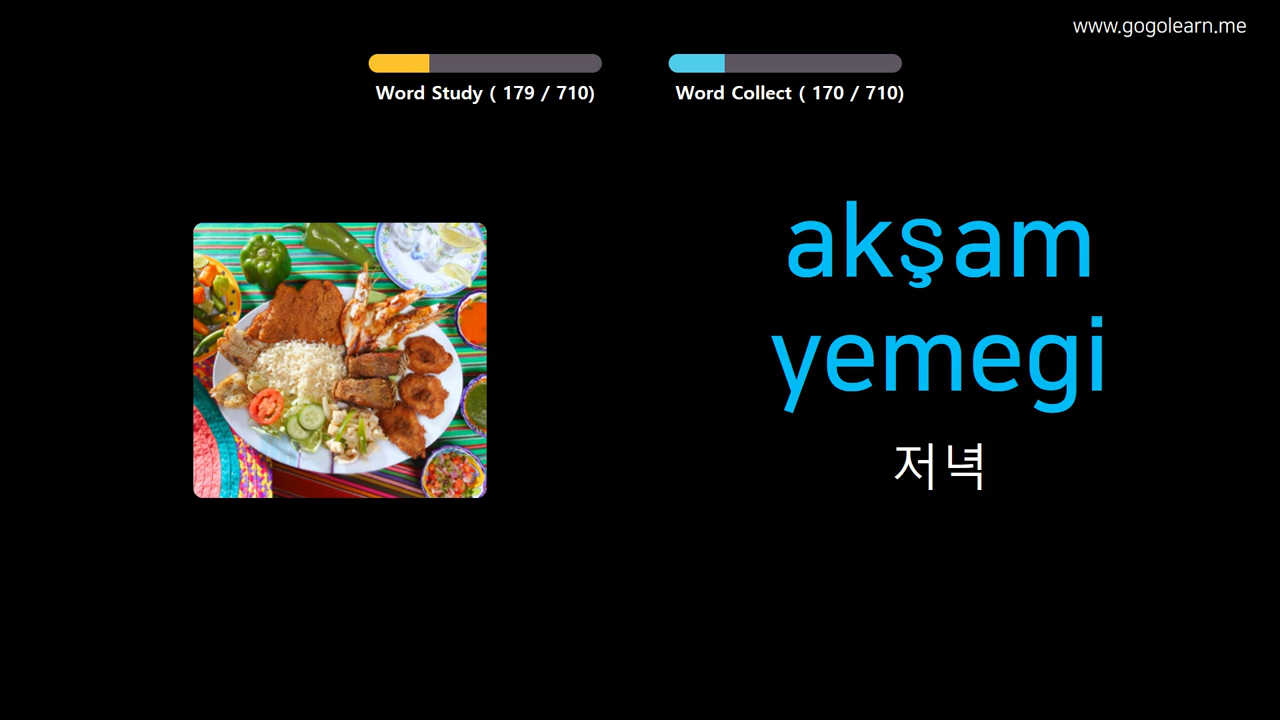 www.gogolearn.me
Word Study ( 179 / 710)
Word Collect ( 170 / 710)
akşam
yemegi
저녁